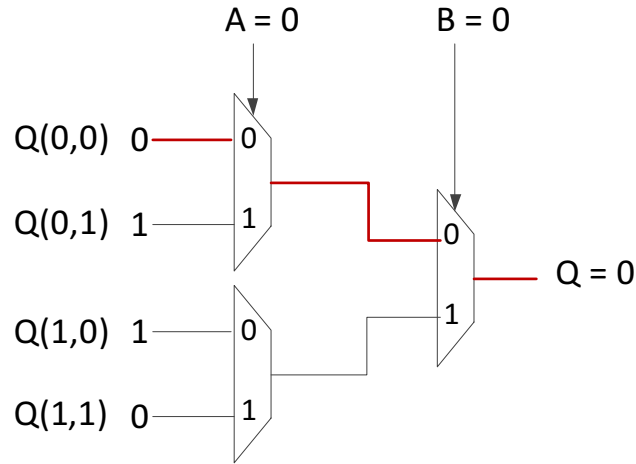 A = 0 B = 0
Q(0,0) 0 0
Q(0,1) 1 1
0
Q = 0
Q(1,0) 1 0
1
Q(1,1) 0 1